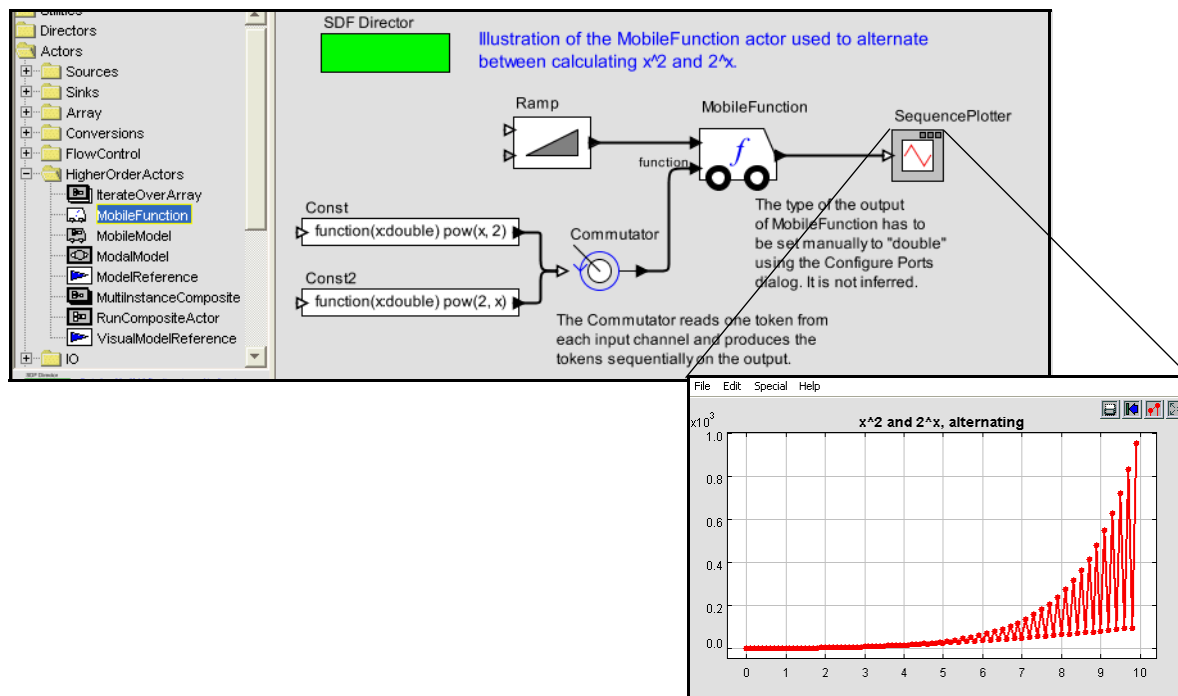 Utilities
Directors
Actors
Sources
Sinks
Array
Conversions
FlowControl
HigherOrderActors
IterateOverArray
MobileFunction
MobileModel
ModalModel
ModelReference
MultiInstanceComposite
RunCompositeActor
VisualModelReference
IO
SDF Director
SDF Director
Illustration of the MobileFunction actor used to alternate
between calculating x^2 and 2^x.
Ramp
MobileFunction
SequencePlotter
function
Const
function(x:double) pow(x, 2)
Commutator
Const2
function(x:double) pow(2, x)
The type of the output
of MobileFunction has to
be set manually to "double"
using the Configure Ports
dialog. It is not inferred.
The Commutator reads one token from
each input channel and produces the
tokens sequentially on the output.
File Edit Special Help
x^2 and 2^x, alternating
x10^3
1.0
0.8
0.6
0.4
0.2
0.0
0 1 2 3 4 5 6 7 8 9 10